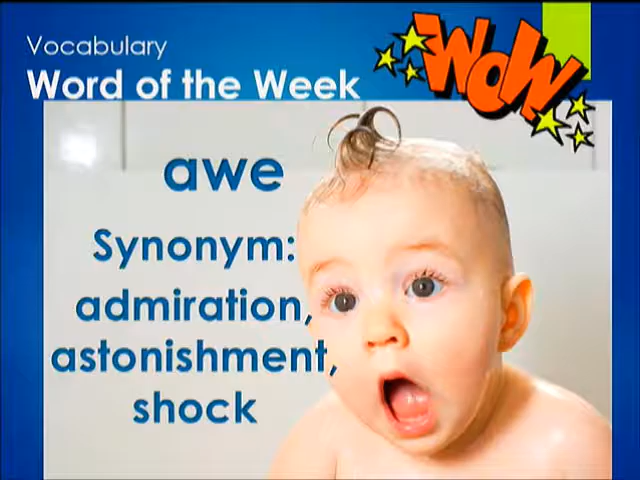 Vocabulary
Word of the Week
WOW
awe
Synonym:
admiration,
astonishment,
shock